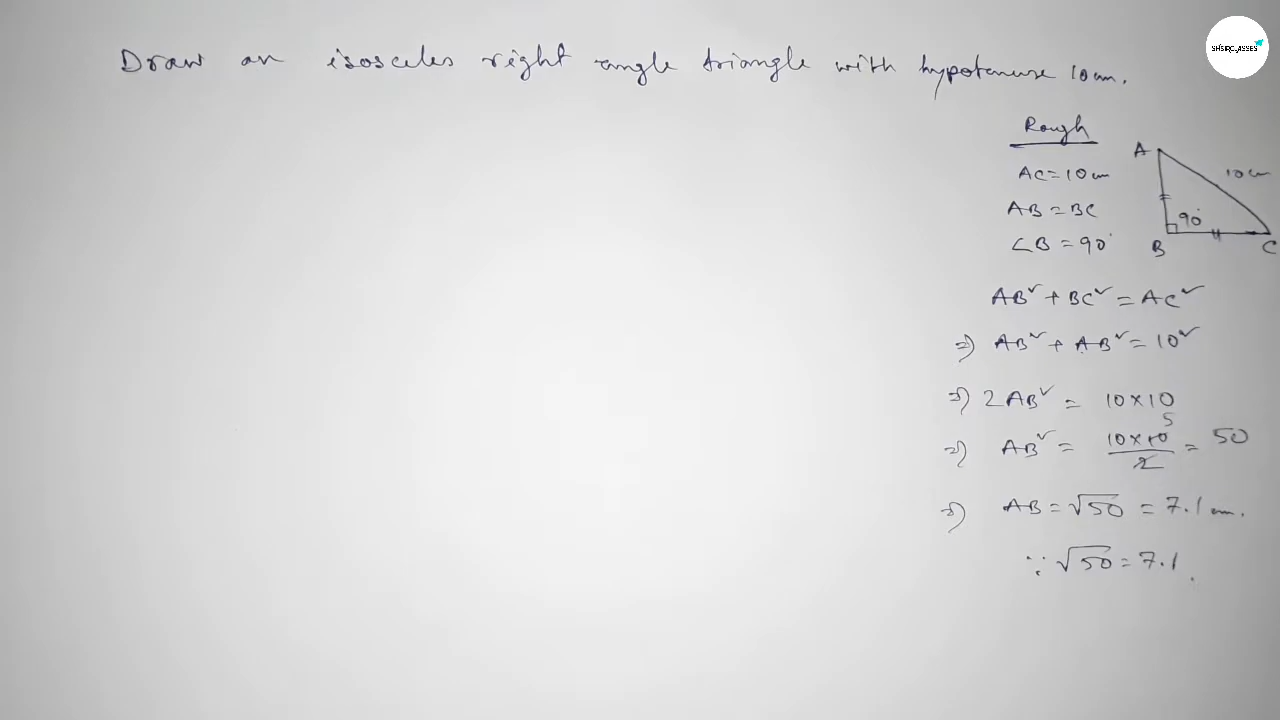 Draw an isosceles right angle triangle with hypotenuse 10 cm.
SHSIRCLASSES
Rough
A
10 cm
AC = 10 cm
AB = BC
90°
∠B = 90°
B
C
AB² + BC² = AC²
⇒) AB² + AB² = 10²
⇒) 2AB² = 10×10
⇒) AB² = 10×10/2 = 50
5
⇒) AB = √50 = 7.1 cm.
∵ √50 = 7.1